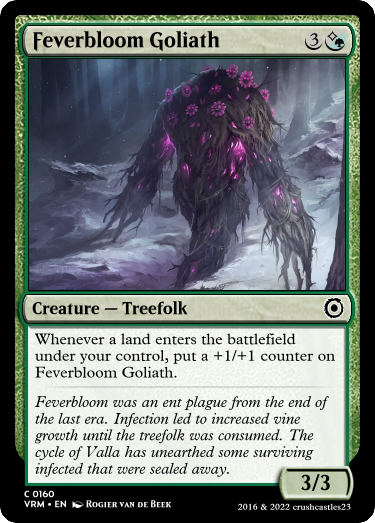 Feverbloom Goliath
3
Creature — Treefolk
Whenever a land enters the battlefield
under your control, put a +1/+1 counter on
Feverbloom Goliath.
Feverbloom was an ent plague from the end of
the last era. Infection led to increased vine
growth until the treefolk was consumed. The
cycle of Valla has unearthed some surviving
infected that were sealed away.
3/3
C 0160
VRM • EN Rogier van de Beek
2016 & 2022 crushcastles23